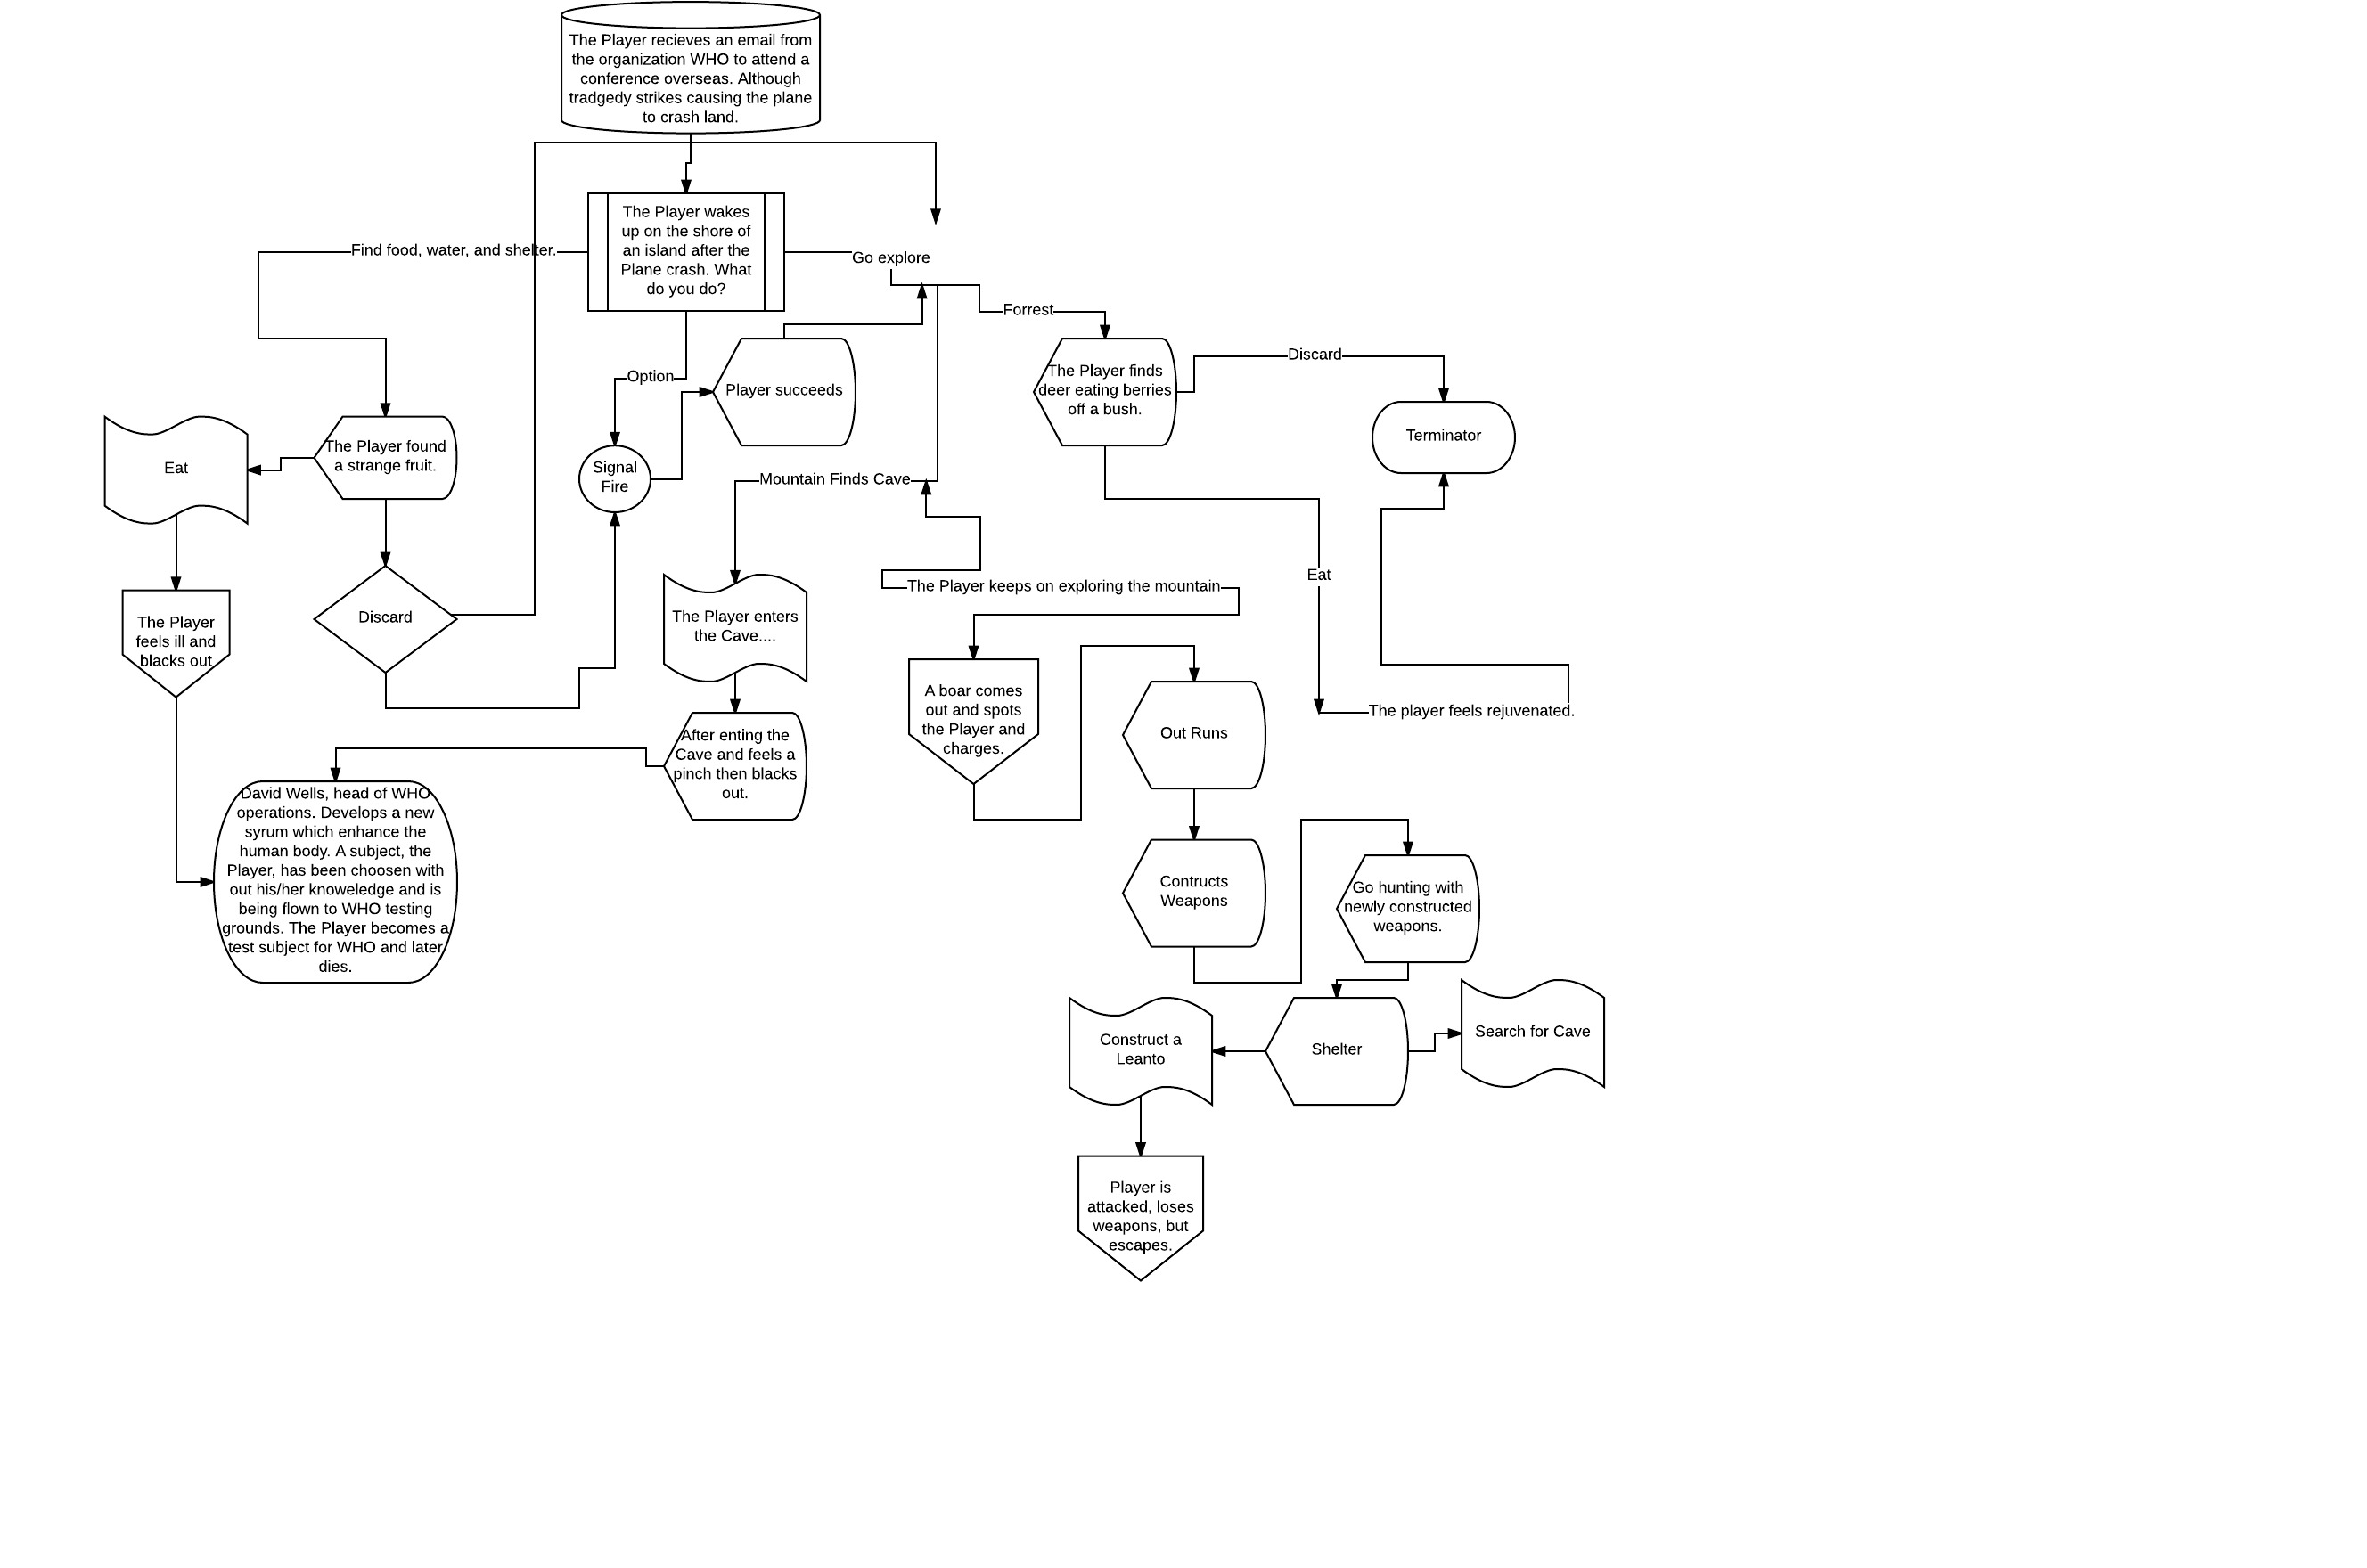 The Player recieves an email from
the organization WHO to attend a
conference overseas. Although
tradgedy strikes causing the plane
to crash land.
The Player wakes
up on the shore of
an island after the
Plane crash. What
do you do?
Find food, water, and shelter.
Go explore
Forrest
Option
Player succeeds
The Player finds
deer eating berries
off a bush.
Discard
Terminator
The Player found
a strange fruit.
Eat
Signal
Fire
Mountain Finds Cave
Eat
The Player keeps on exploring the mountain
The Player
feels ill and
blacks out
Discard
The Player enters
the Cave....
A boar comes
out and spots
the Player and
charges.
Out Runs
The player feels rejuvenated.
After enting the
Cave and feels a
pinch then blacks
out.
David Wells, head of WHO
operations. Develops a new
syrum which enhance the
human body. A subject, the
Player, has been choosen with
out his/her knoweledge and is
being flown to WHO testing
grounds. The Player becomes a
test subject for WHO and later
dies.
Contructs
Weapons
Go hunting with
newly constructed
weapons.
Construct a
Leanto
Shelter
Search for Cave
Player is
attacked, loses
weapons, but
escapes.